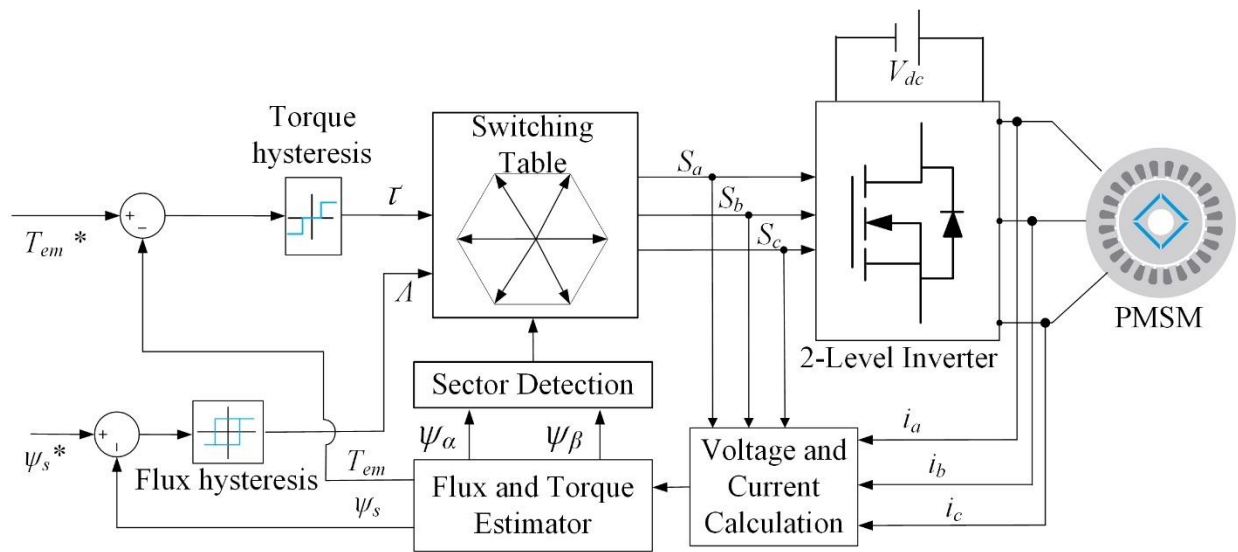 V_dc
Torque
hysteresis
Switching
Table
T_em *
+
−
τ
Λ
S_a
S_b
S_c
2-Level Inverter
PMSM
Sector Detection
ψ_α
ψ_β
ψ_s*
+
−
Flux hysteresis
T_em
ψ_s
Flux and Torque
Estimator
Voltage and
Current
Calculation
i_a
i_b
i_c